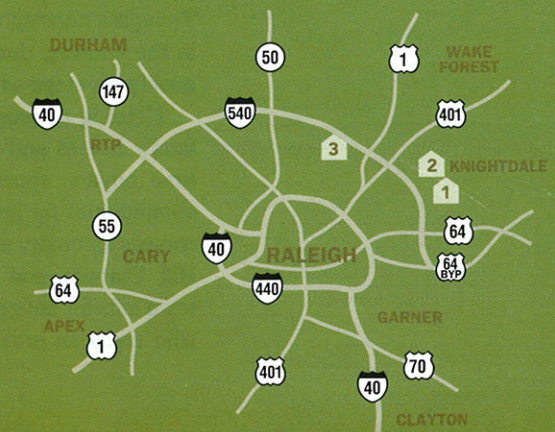 50
DURHAM
1
WAKE
FOREST
147
40
540
401
RTP
3
2
KNIGHTDALE
1
55
64
40
CARY
RALEIGH
64
BYP
64
440
GARNER
APEX
1
401
70
40
CLAYTON